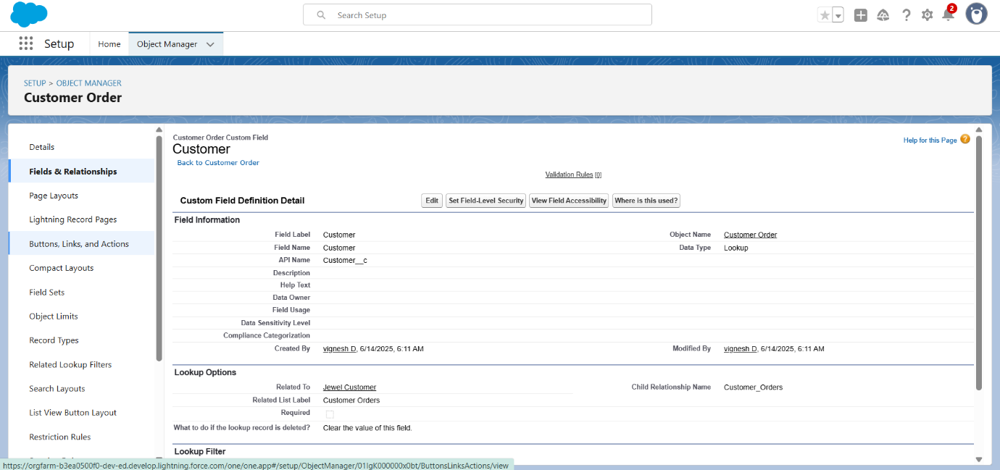 Search Setup
2
Setup
Home
Object Manager
SETUP > OBJECT MANAGER
Customer Order
Details
Fields & Relationships
Page Layouts
Lightning Record Pages
Buttons, Links, and Actions
Compact Layouts
Field Sets
Object Limits
Record Types
Related Lookup Filters
Search Layouts
List View Button Layout
Restriction Rules
Customer Order Custom Field
Customer
Back to Customer Order
Help for this Page ?
Validation Rules [0]
Custom Field Definition Detail Edit Set Field-Level Security View Field Accessibility Where is this used?
Field Information
Field Label Customer Object Name Customer Order
Field Name Customer Data Type Lookup
API Name Customer__c
Description
Help Text
Data Owner
Field Usage
Data Sensitivity Level
Compliance Categorization
Created By vignesh D, 6/14/2025, 6:11 AM Modified By vignesh D, 6/14/2025, 6:11 AM
Lookup Options
Related To Jewel Customer Child Relationship Name Customer_Orders
Related List Label Customer Orders
Required
What to do if the lookup record is deleted? Clear the value of this field.
Lookup Filter
https://orgfarm-b3ea0500f0-dev-ed.develop.lightning.force.com/one/one.app#/setup/ObjectManager/01IgK000000x0bt/ButtonsLinksActions/view